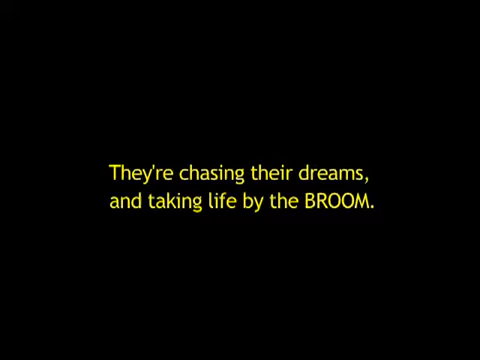 They're chasing their dreams,
and taking life by the BROOM.